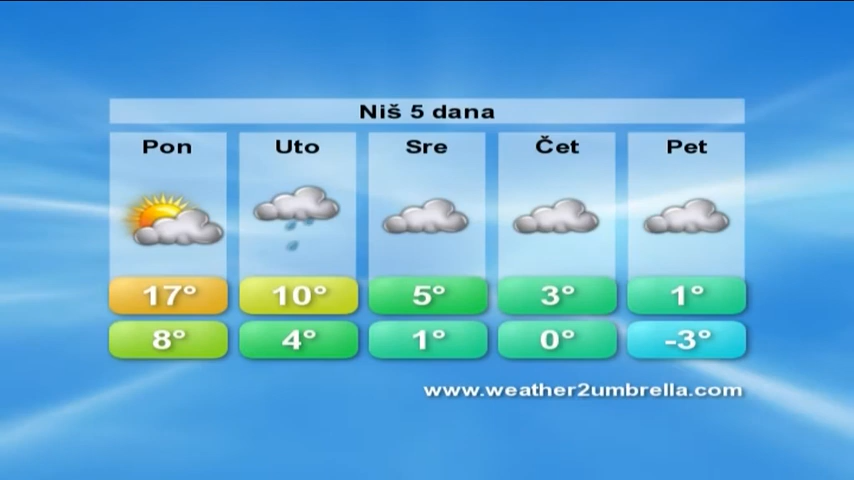 Niš 5 dana
Pon Uto Sre Čet Pet
17° 10° 5° 3° 1°
8° 4° 1° 0° -3°
www.weather2umbrella.com